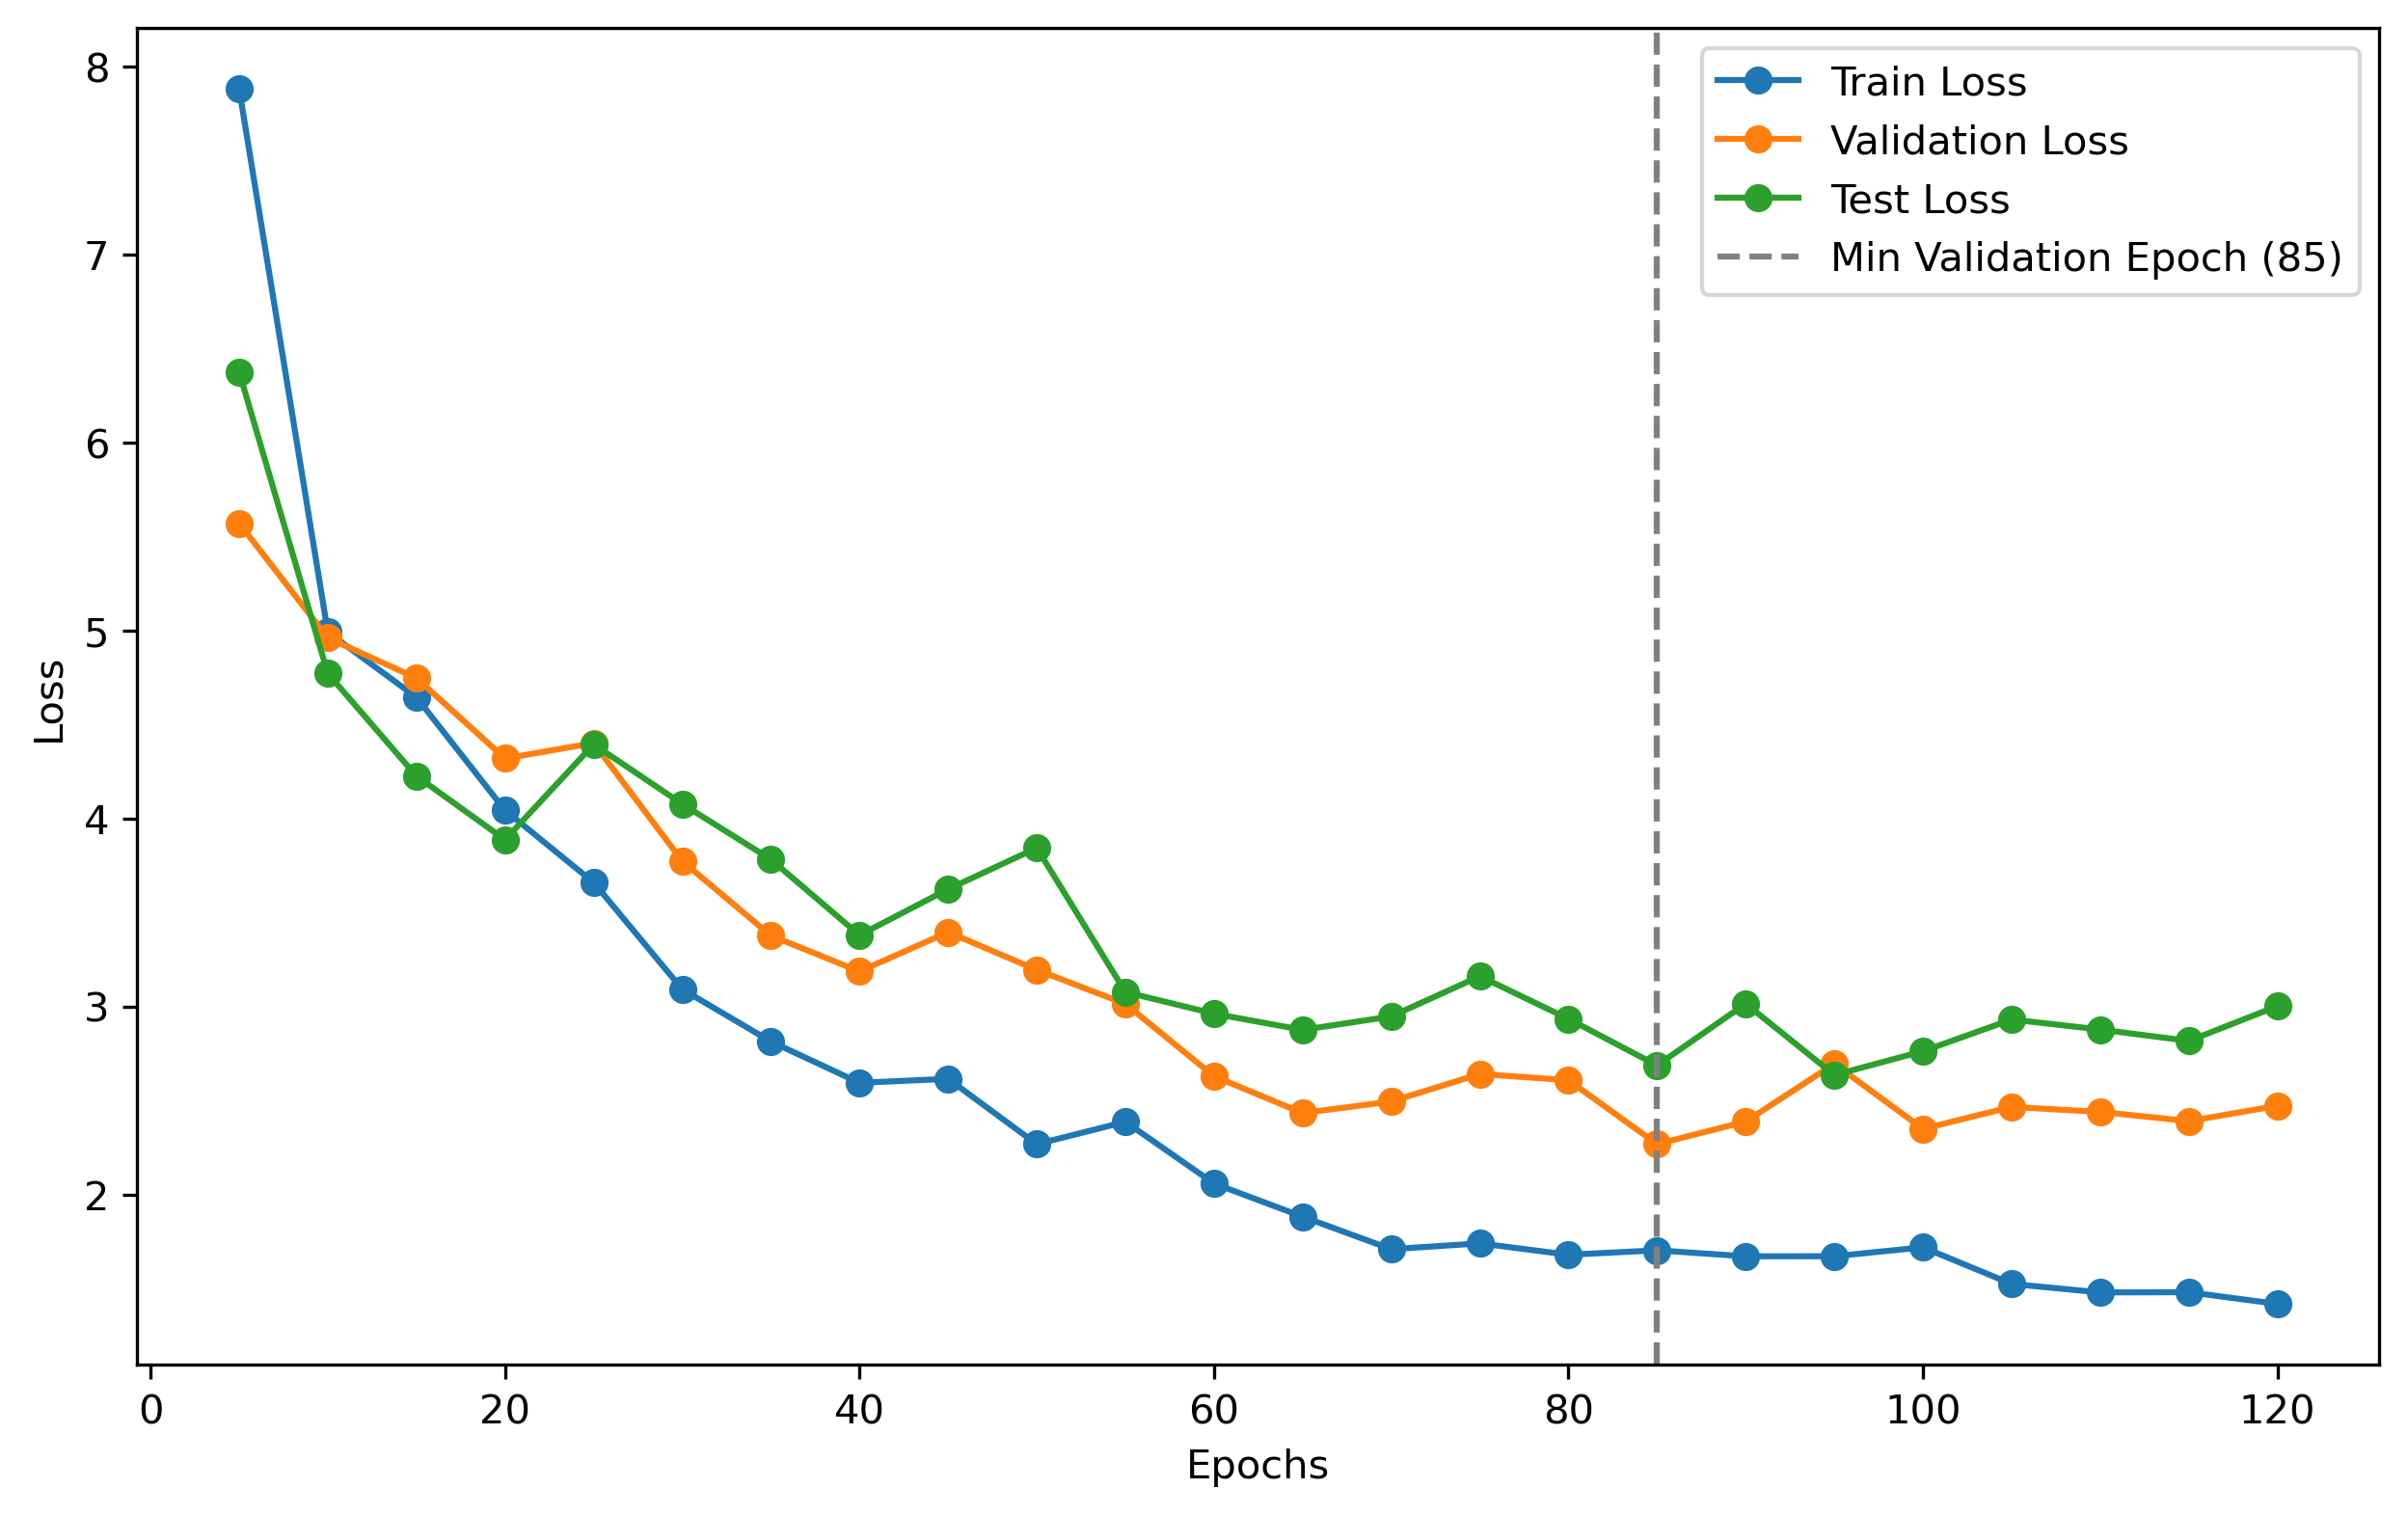 8
7
6
5
4
3
2
Loss
0 20 40 60 80 100 120
Epochs
Train Loss
Validation Loss
Test Loss
Min Validation Epoch (85)